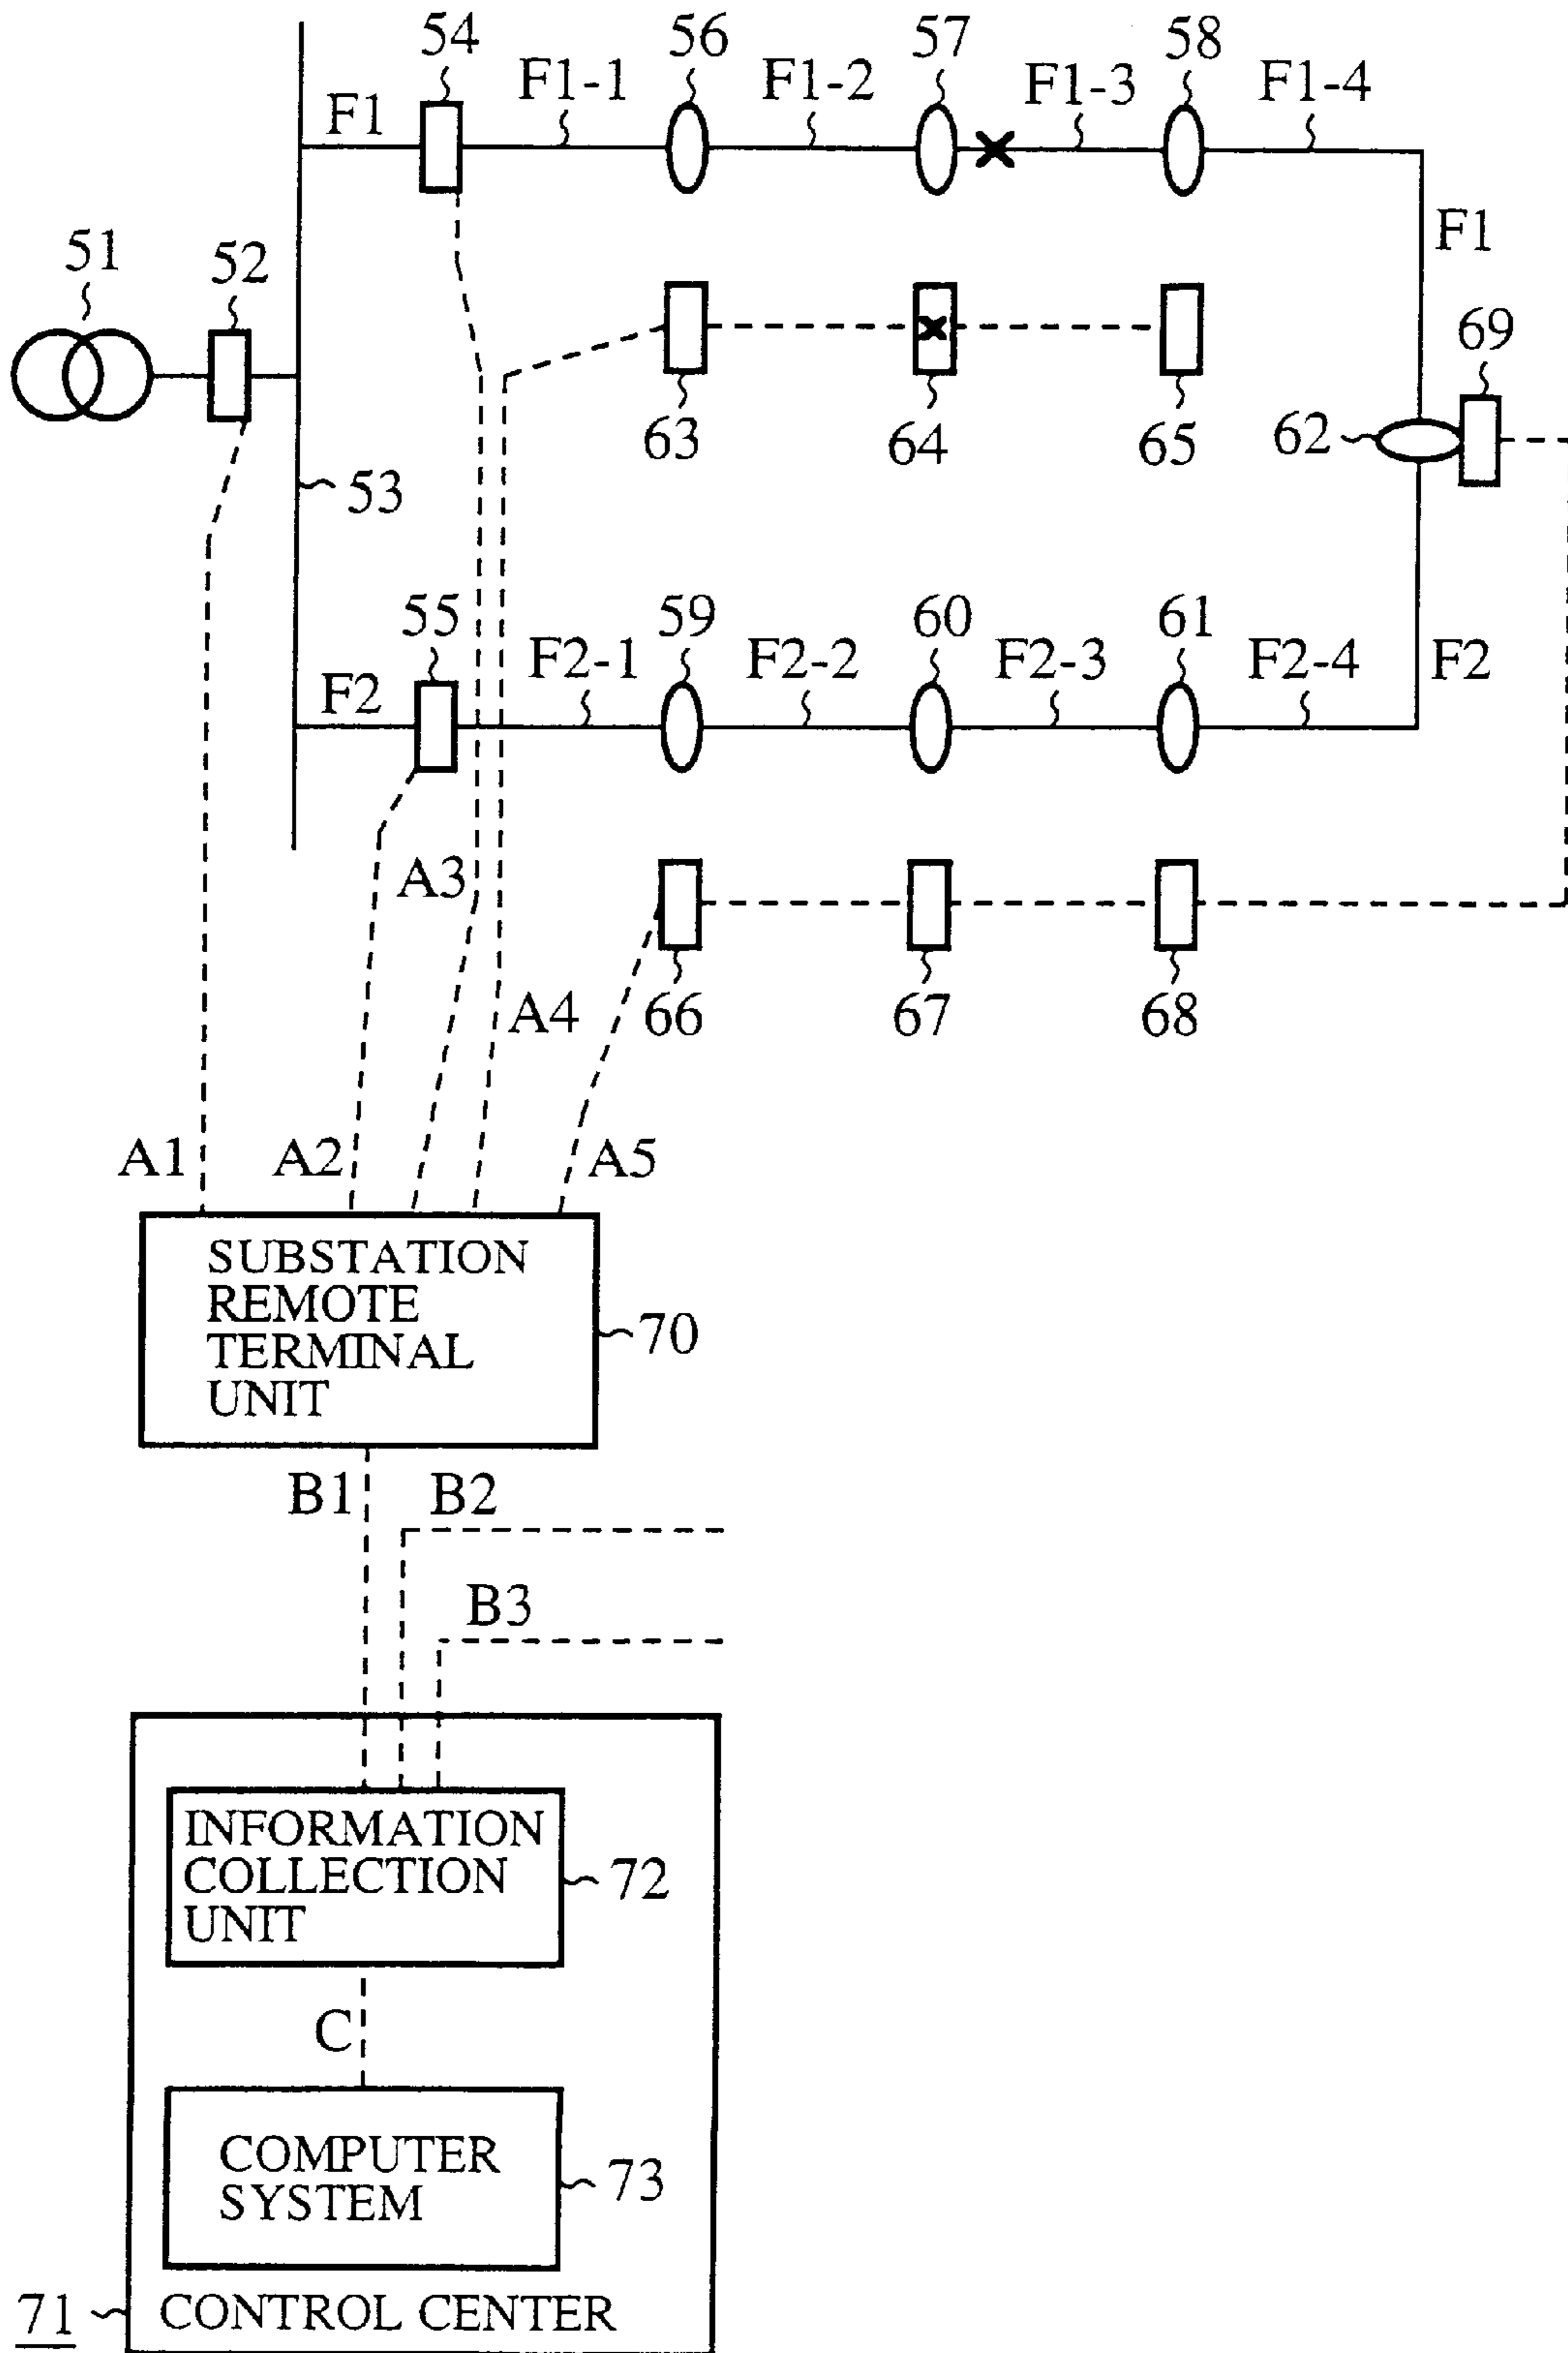 54
56
57
58
F1
F1-1
F1-2
F1-3
F1-4
51
52
F1
69
63
64
65
62
53
55
59
60
61
F2
F2-1
F2-2
F2-3
F2-4
F2
A3
66
67
68
A4
A1
A2
A5
SUBSTATION
REMOTE
TERMINAL
UNIT
70
B1
B2
B3
INFORMATION
COLLECTION
UNIT
72
C
COMPUTER
SYSTEM
73
71
CONTROL CENTER